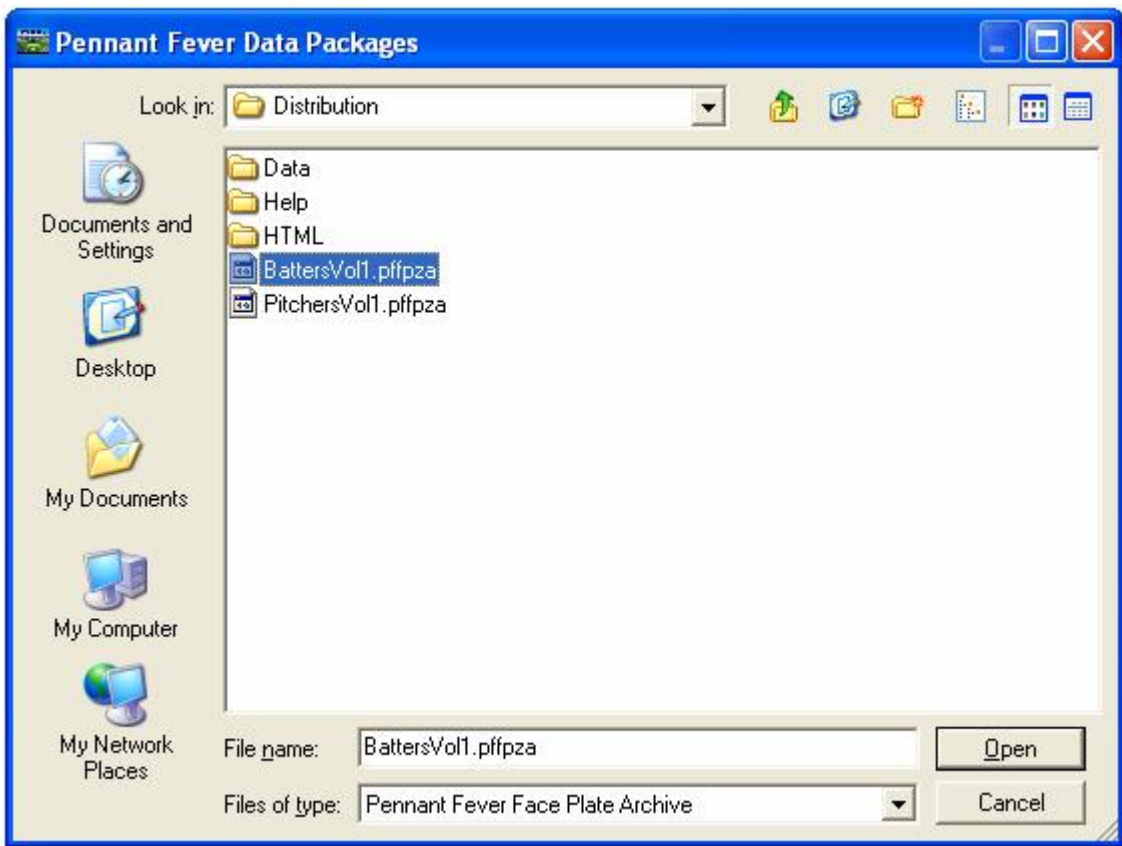 Pennant Fever Data Packages
Look in: Distribution
Documents and
Settings
Desktop
My Documents
My Computer
My Network
Places
Data
Help
HTML
BattersVol1.pffpza
PitchersVol1.pffpza
File name: BattersVol1.pffpza Open
Files of type: Pennant Fever Face Plate Archive Cancel